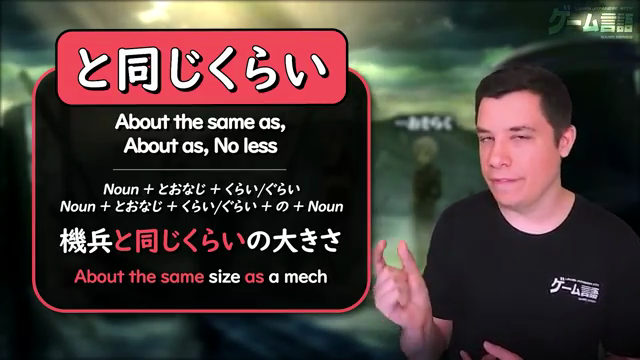 と同じくらい
About the same as,
About as, No less
Noun + とおなじ + くらい/ぐらい
Noun + とおなじ + くらい/ぐらい + の + Noun
機兵と同じくらいの大きさ
About the same size as a mech
ゲーム言語
ゲーム言語